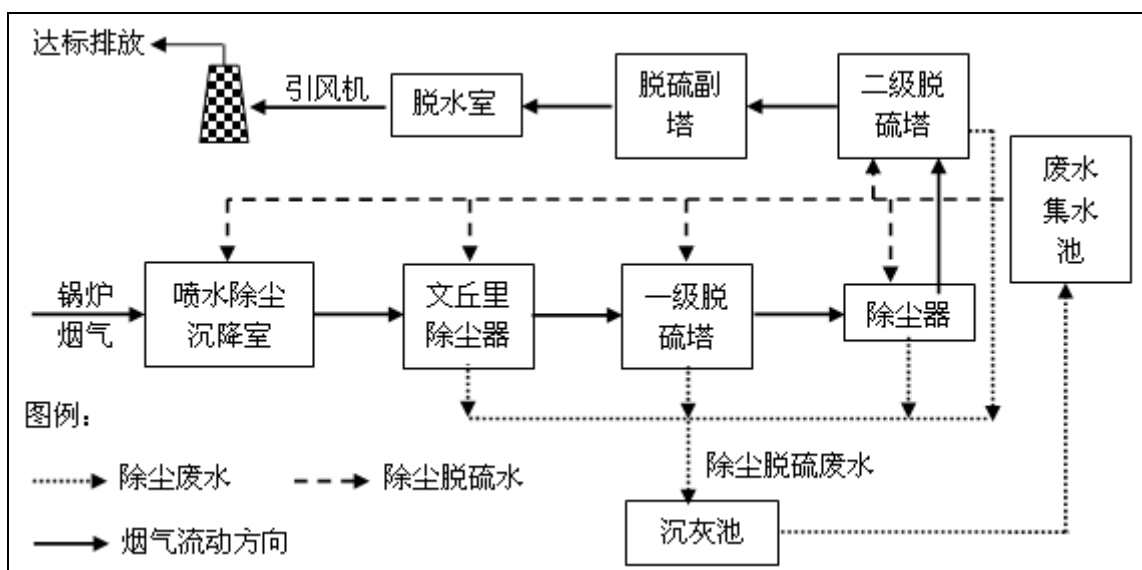 达标排放
引风机
脱水室
脱硫副
塔
二级脱
硫塔
废水
集水
池
锅炉
烟气
喷水除尘
沉降室
文丘里
除尘器
一级脱
硫塔
除尘器
图例：
除尘废水
除尘脱硫水
除尘脱硫废水
烟气流动方向
沉灰池